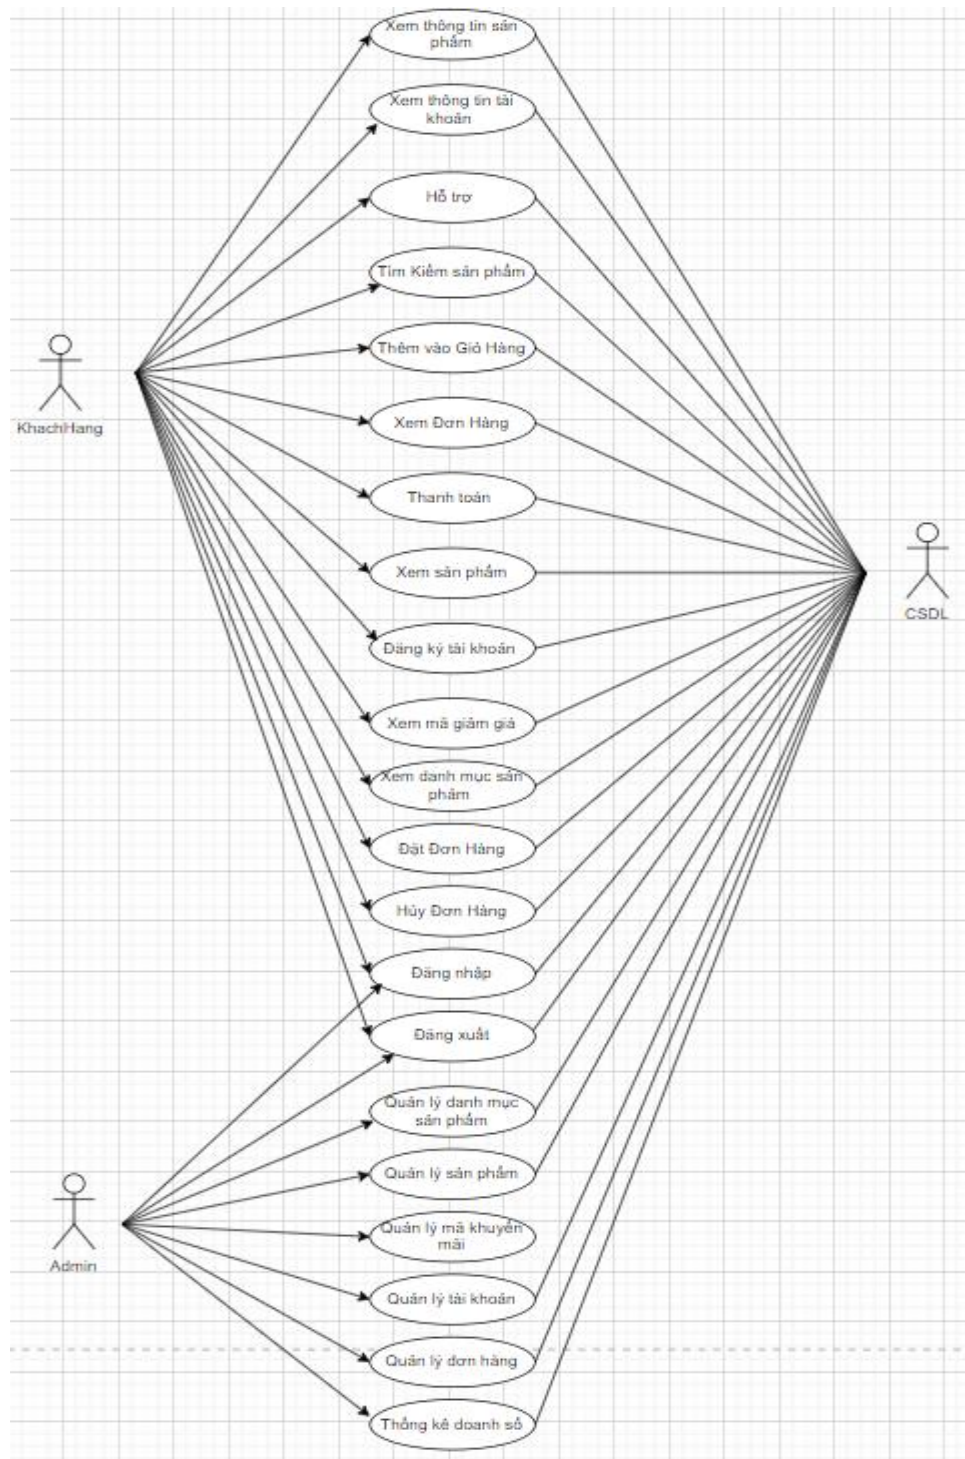 Xem thông tin sản
phẩm
Xem thông tin tài
khoản
Hỗ trợ
Tìm Kiếm sản phẩm
Thêm vào Giỏ Hàng
KhachHang
Xem Đơn Hàng
Thanh toán
Xem sản phẩm
CSDL
Đăng ký tài khoản
Xem mã giảm giá
Xem danh mục sản
phẩm
Đặt Đơn Hàng
Hủy Đơn Hàng
Đăng nhập
Đăng xuất
Quản lý danh mục
sản phẩm
Quản lý sản phẩm
Quản lý mã khuyến
mãi
Admin
Quản lý tài khoản
Quản lý đơn hàng
Thống kê doanh số